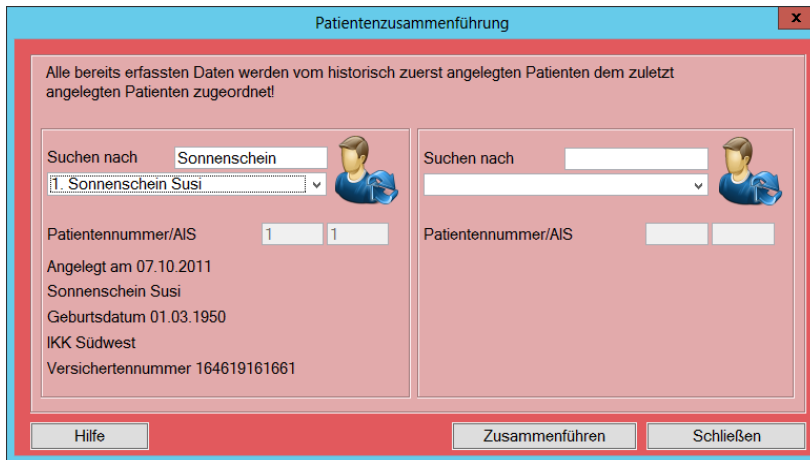 Patientenzusammenführung
x
Alle bereits erfassten Daten werden vom historisch zuerst angelegten Patienten dem zuletzt
angelegten Patienten zugeordnet!
Suchen nach Sonnenschein
1. Sonnenschein Susi
Patientennummer/AIS 1 1
Angelegt am 07.10.2011
Sonnenschein Susi
Geburtsdatum 01.03.1950
IKK Südwest
Versichertennummer 164619161661
Suchen nach
Patientennummer/AIS
Hilfe
Zusammenführen
Schließen